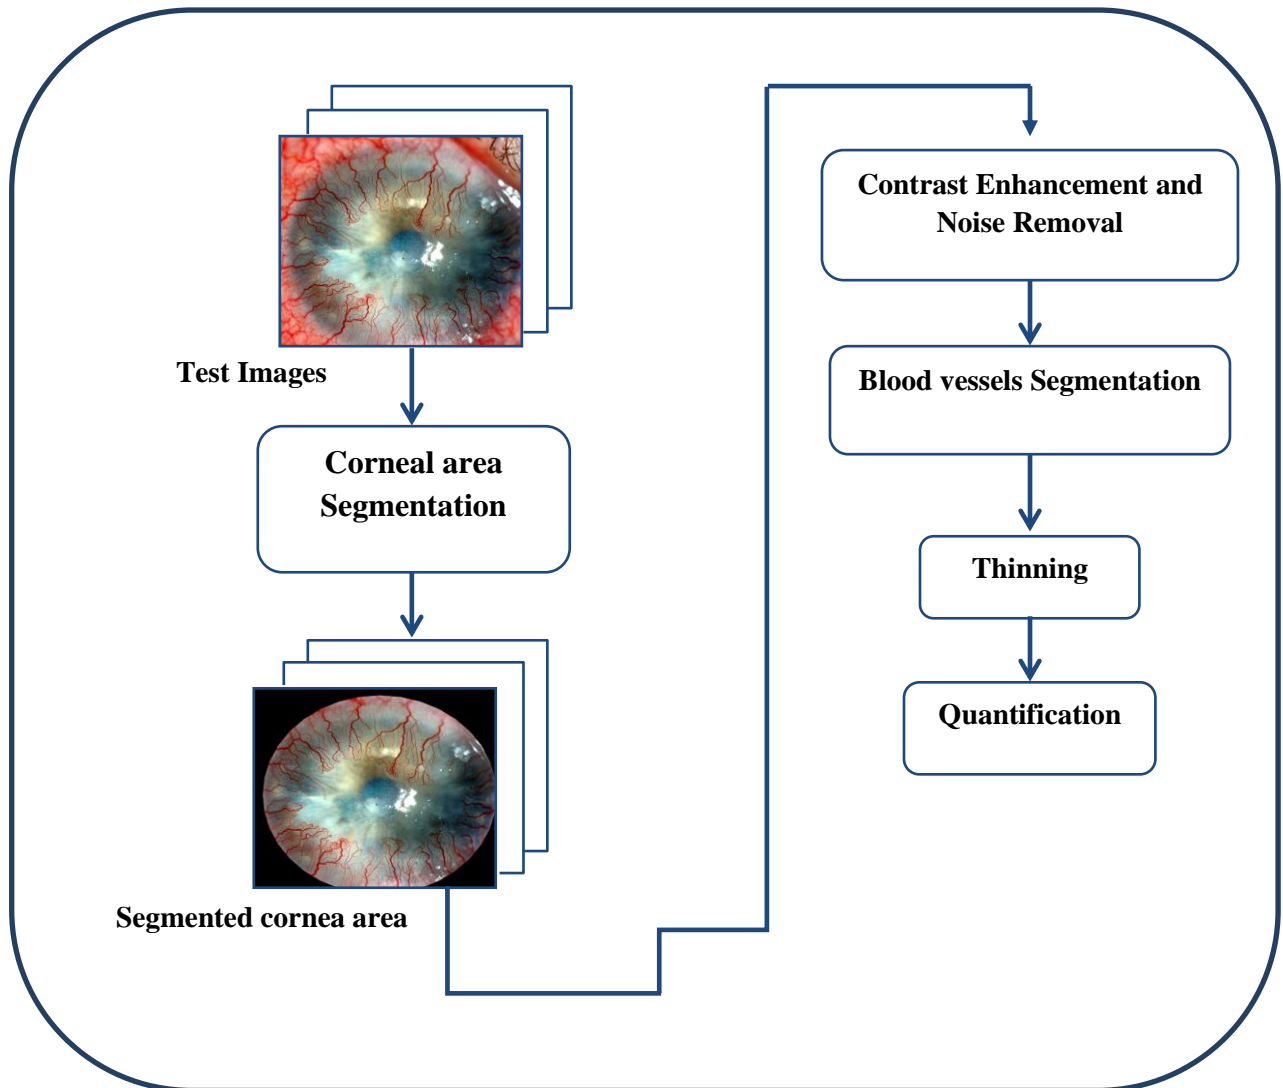 Test Images
Corneal area
Segmentation
Segmented cornea area
Contrast Enhancement and
Noise Removal
Blood vessels Segmentation
Thinning
Quantification